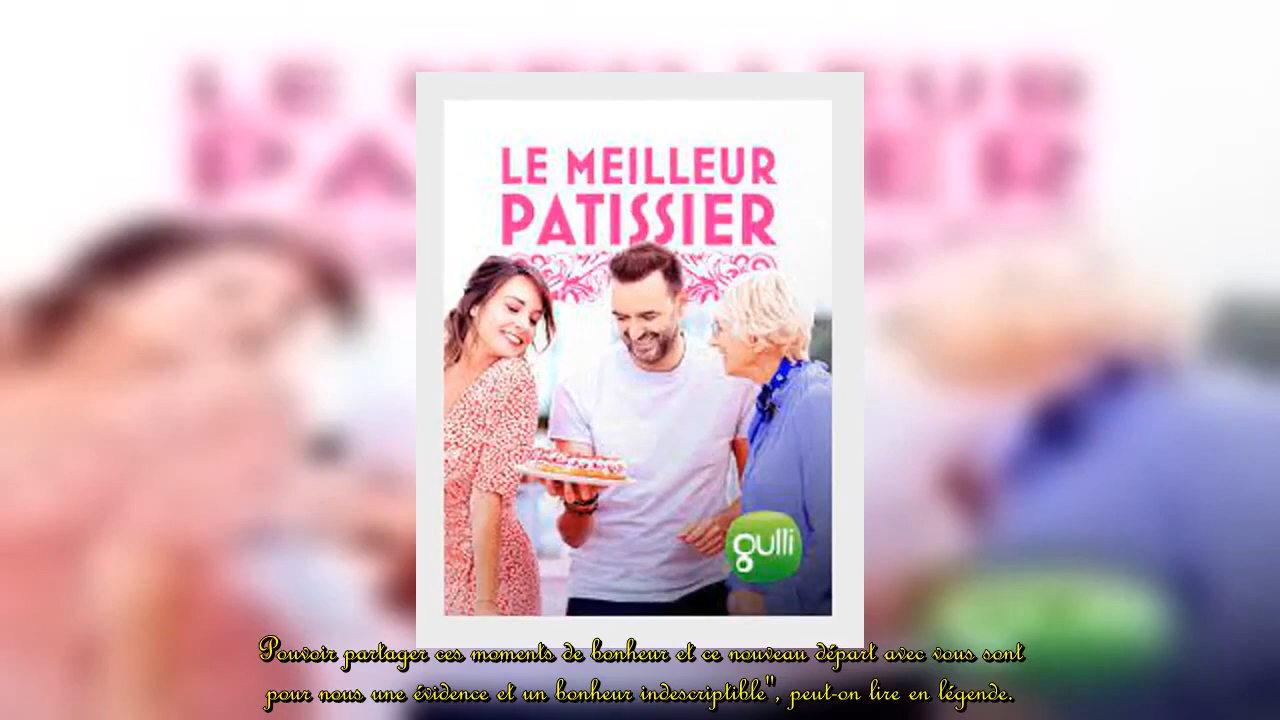 LE MEILLEUR
PATISSIER
gulli
Pouvoir partager ces moments de bonheur et ce nouveau départ avec vous sont
pour nous une évidence et un bonheur indescriptible", peut-on lire en légende.